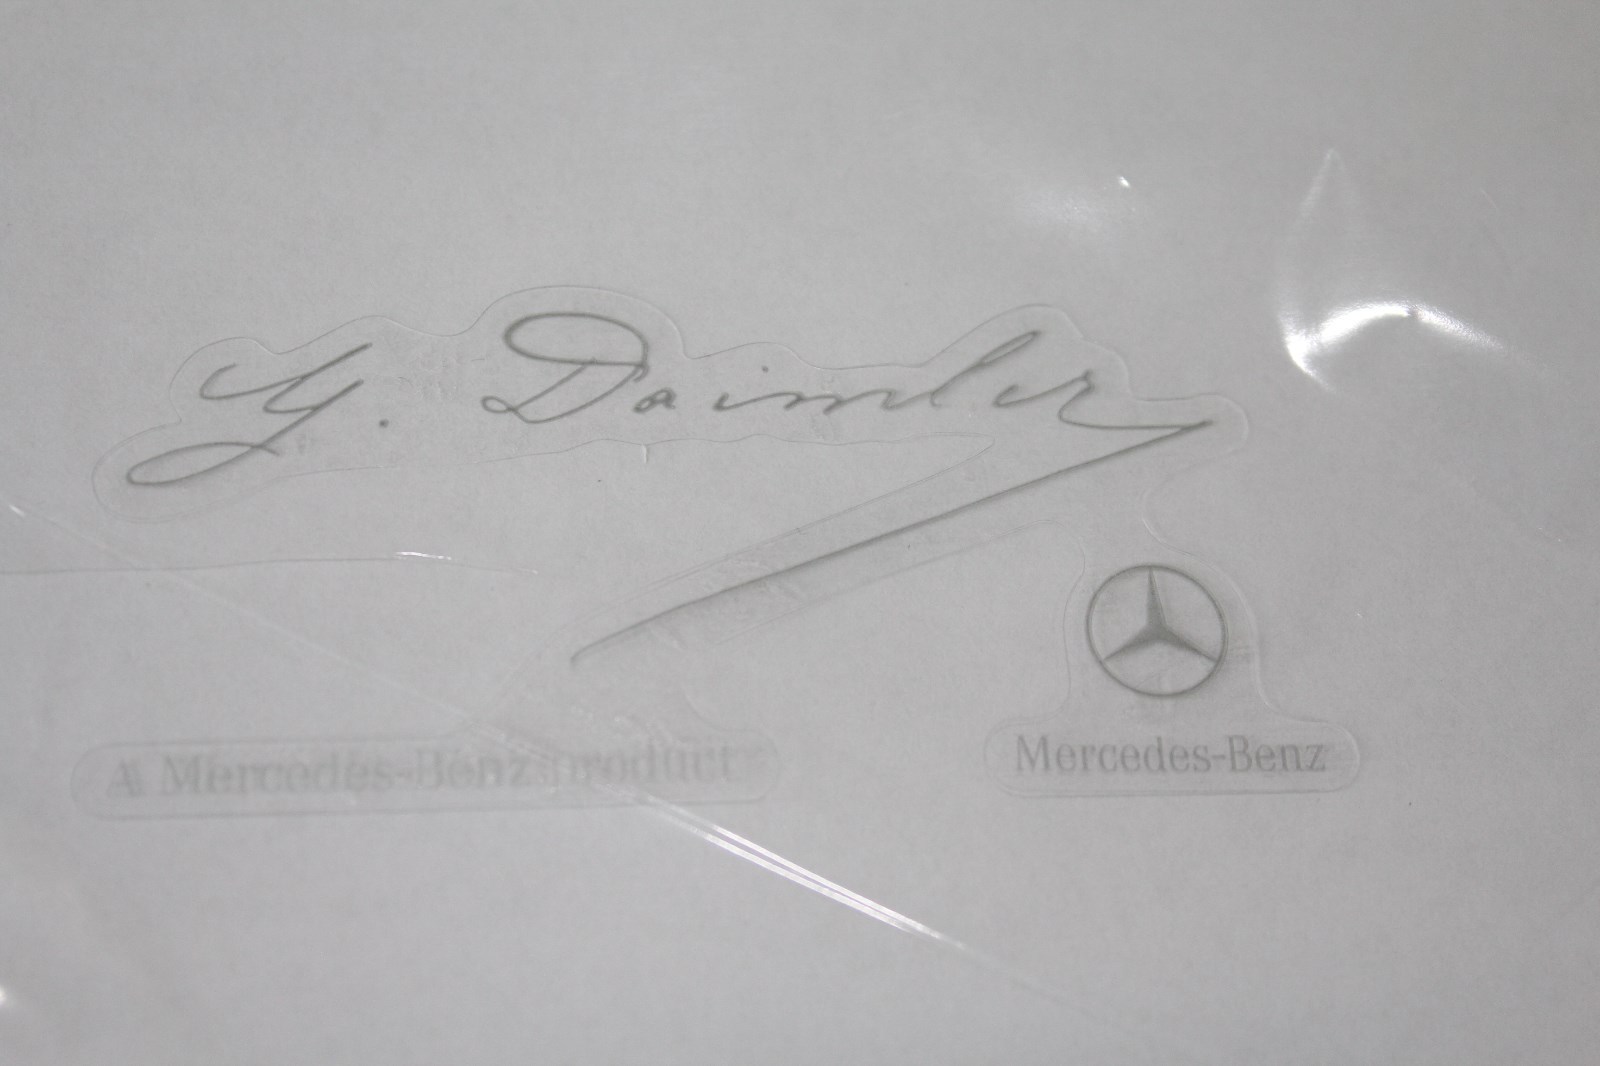 G. Daimler
A Mercedes-Benz product
Mercedes-Benz